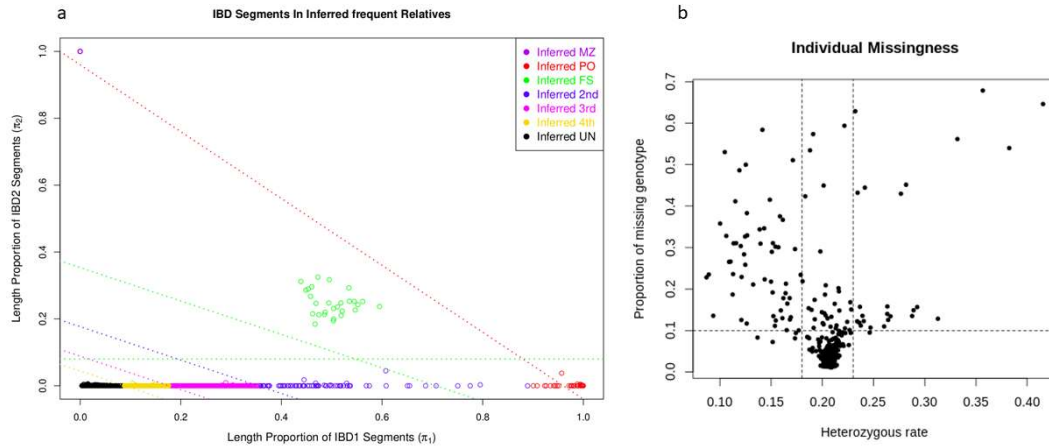 a
IBD Segments In Inferred frequent Relatives
Length Proportion of IBD2 Segments (π2)
1.0
0.8
0.6
0.4
0.2
0.0
Inferred MZ
Inferred PO
Inferred FS
Inferred 2nd
Inferred 3rd
Inferred 4th
Inferred UN
0.0 0.2 0.4 0.6 0.8 1.0
Length Proportion of IBD1 Segments (π1)
b
Individual Missingness
Proportion of missing genotype
0.7
0.6
0.5
0.4
0.3
0.2
0.1
0.0
0.10 0.15 0.20 0.25 0.30 0.35 0.40
Heterozygous rate